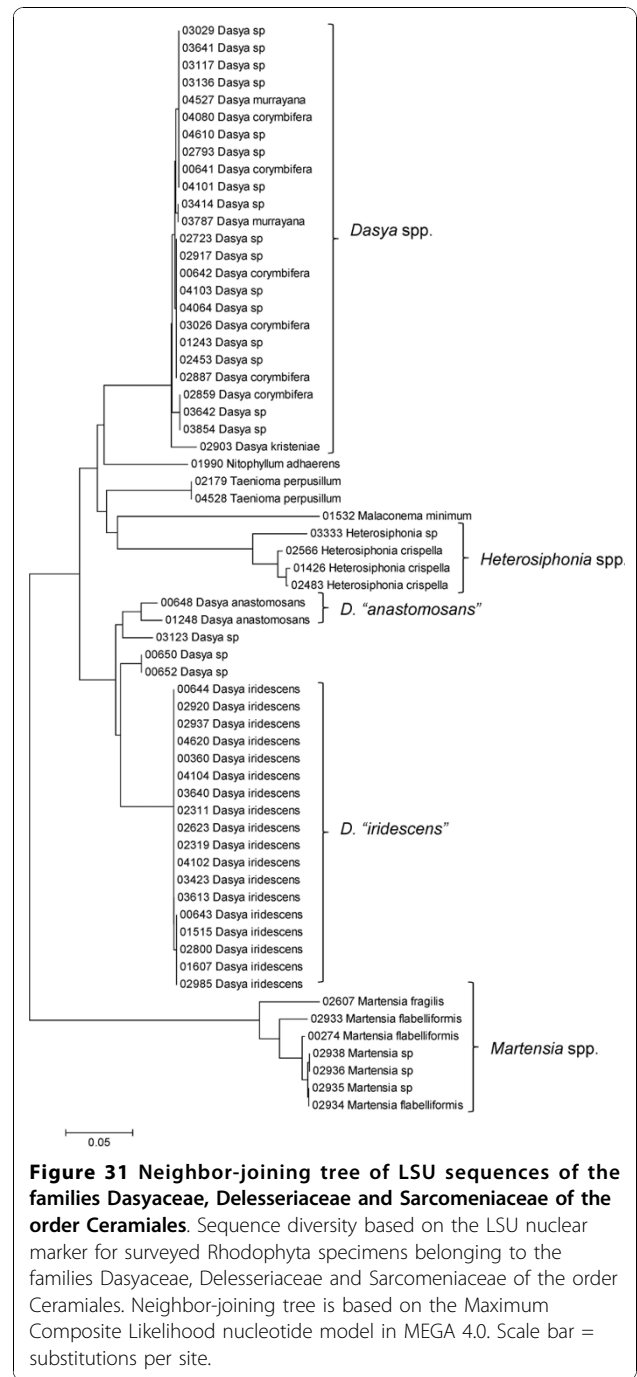 03029 Dasya sp
03641 Dasya sp
03117 Dasya sp
03136 Dasya sp
04527 Dasya murrayana
04080 Dasya corymbifera
04610 Dasya sp
02793 Dasya sp
00641 Dasya corymbifera
04101 Dasya sp
03414 Dasya sp
03787 Dasya murrayana
02723 Dasya sp
02917 Dasya sp
00642 Dasya corymbifera
04103 Dasya sp
04064 Dasya sp
03026 Dasya corymbifera
01243 Dasya sp
02453 Dasya sp
02887 Dasya corymbifera
02859 Dasya corymbifera
03642 Dasya sp
03854 Dasya sp
02903 Dasya kristeniae
Dasya spp.
01990 Nitophyllum adhaerens
02179 Taenioma perpusillum
04528 Taenioma perpusillum
01532 Malaconema minimum
03333 Heterosiphonia sp
02566 Heterosiphonia crispella
01426 Heterosiphonia crispella
02483 Heterosiphonia crispella
Heterosiphonia spp.
00648 Dasya anastomosans
01248 Dasya anastomosans
D. “anastomosans”
03123 Dasya sp
00650 Dasya sp
00652 Dasya sp
00644 Dasya iridescens
02920 Dasya iridescens
02937 Dasya iridescens
04620 Dasya iridescens
00360 Dasya iridescens
04104 Dasya iridescens
03640 Dasya iridescens
02311 Dasya iridescens
02623 Dasya iridescens
02319 Dasya iridescens
04102 Dasya iridescens
03423 Dasya iridescens
03613 Dasya iridescens
00643 Dasya iridescens
01515 Dasya iridescens
02800 Dasya iridescens
01607 Dasya iridescens
02985 Dasya iridescens
D. “iridescens”
02607 Martensia fragilis
02933 Martensia flabelliformis
00274 Martensia flabelliformis
02938 Martensia sp
02936 Martensia sp
02935 Martensia sp
02934 Martensia flabelliformis
Martensia spp.
0.05
Figure 31 Neighbor-joining tree of LSU sequences of the
families Dasyaceae, Delesseriaceae and Sarcomeniaceae of the
order Ceramiales. Sequence diversity based on the LSU nuclear
marker for surveyed Rhodophyta specimens belonging to the
families Dasyaceae, Delesseriaceae and Sarcomeniaceae of the order
Ceramiales. Neighbor-joining tree is based on the Maximum
Composite Likelihood nucleotide model in MEGA 4.0. Scale bar =
substitutions per site.